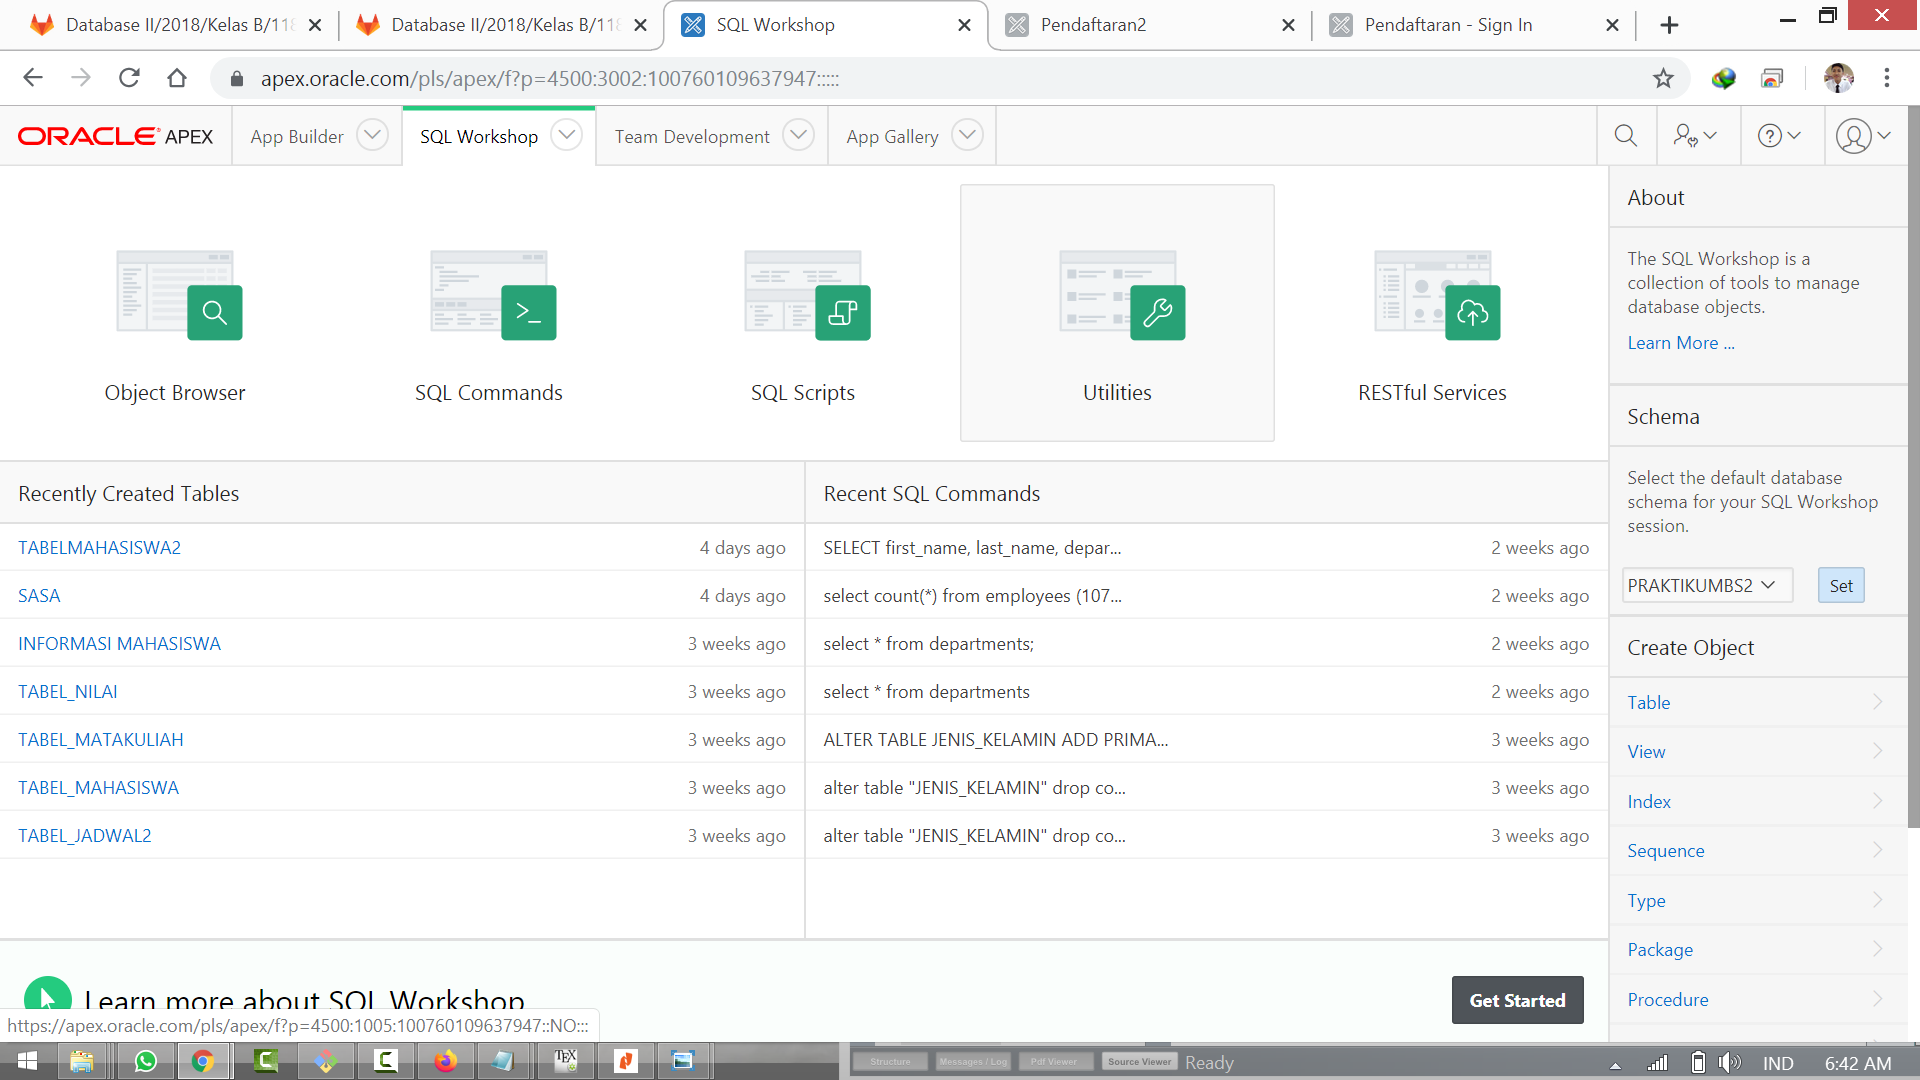 Database II/2018/Kelas B/118
Database II/2018/Kelas B/118
SQL Workshop
Pendaftaran2
Pendaftaran - Sign In
apex.oracle.com/pls/apex/f?p=4500:3002:100760109637947:::::
ORACLE APEX
App Builder
SQL Workshop
Team Development
App Gallery
Object Browser
SQL Commands
SQL Scripts
Utilities
RESTful Services
About
The SQL Workshop is a
collection of tools to manage
database objects.
Learn More ...
Schema
Select the default database
schema for your SQL Workshop
session.
PRAKTIKUMBS2
Set
Create Object
Table
View
Index
Sequence
Type
Package
Procedure
Recently Created Tables
TABELMAHASISWA2 4 days ago
SASA 4 days ago
INFORMASI MAHASISWA 3 weeks ago
TABEL_NILAI 3 weeks ago
TABEL_MATAKULIAH 3 weeks ago
TABEL_MAHASISWA 3 weeks ago
TABEL_JADWAL2 3 weeks ago
Recent SQL Commands
SELECT first_name, last_name, depar... 2 weeks ago
select count(*) from employees (107... 2 weeks ago
select * from departments; 2 weeks ago
select * from departments 2 weeks ago
ALTER TABLE JENIS_KELAMIN ADD PRIMA... 3 weeks ago
alter table "JENIS_KELAMIN" drop co... 3 weeks ago
alter table "JENIS_KELAMIN" drop co... 3 weeks ago
Learn more about SQL Workshop
Get Started
https://apex.oracle.com/pls/apex/f?p=4500:1005:100760109637947::NO:::
TEX
Structure
Messages / Log
Pdf Viewer
Source Viewer
Ready
IND
6:42 AM